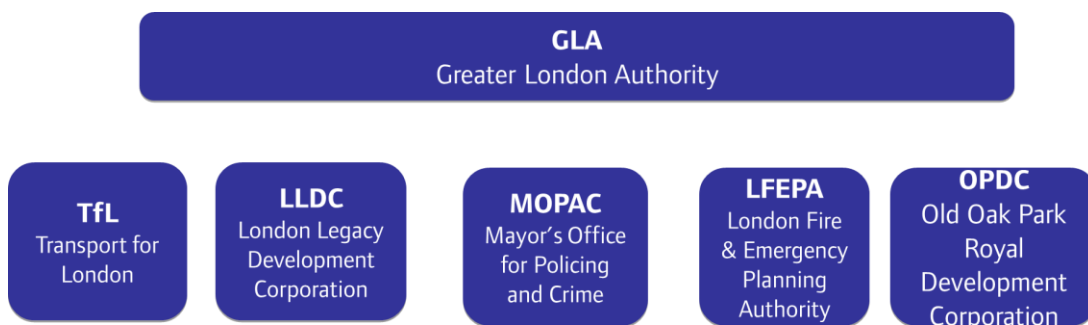 GLA
Greater London Authority
TfL
Transport for
London
LLDC
London Legacy
Development
Corporation
MOPAC
Mayor's Office
for Policing
and Crime
LFEPA
London Fire
& Emergency
Planning
Authority
OPDC
Old Oak Park
Royal
Development
Corporation